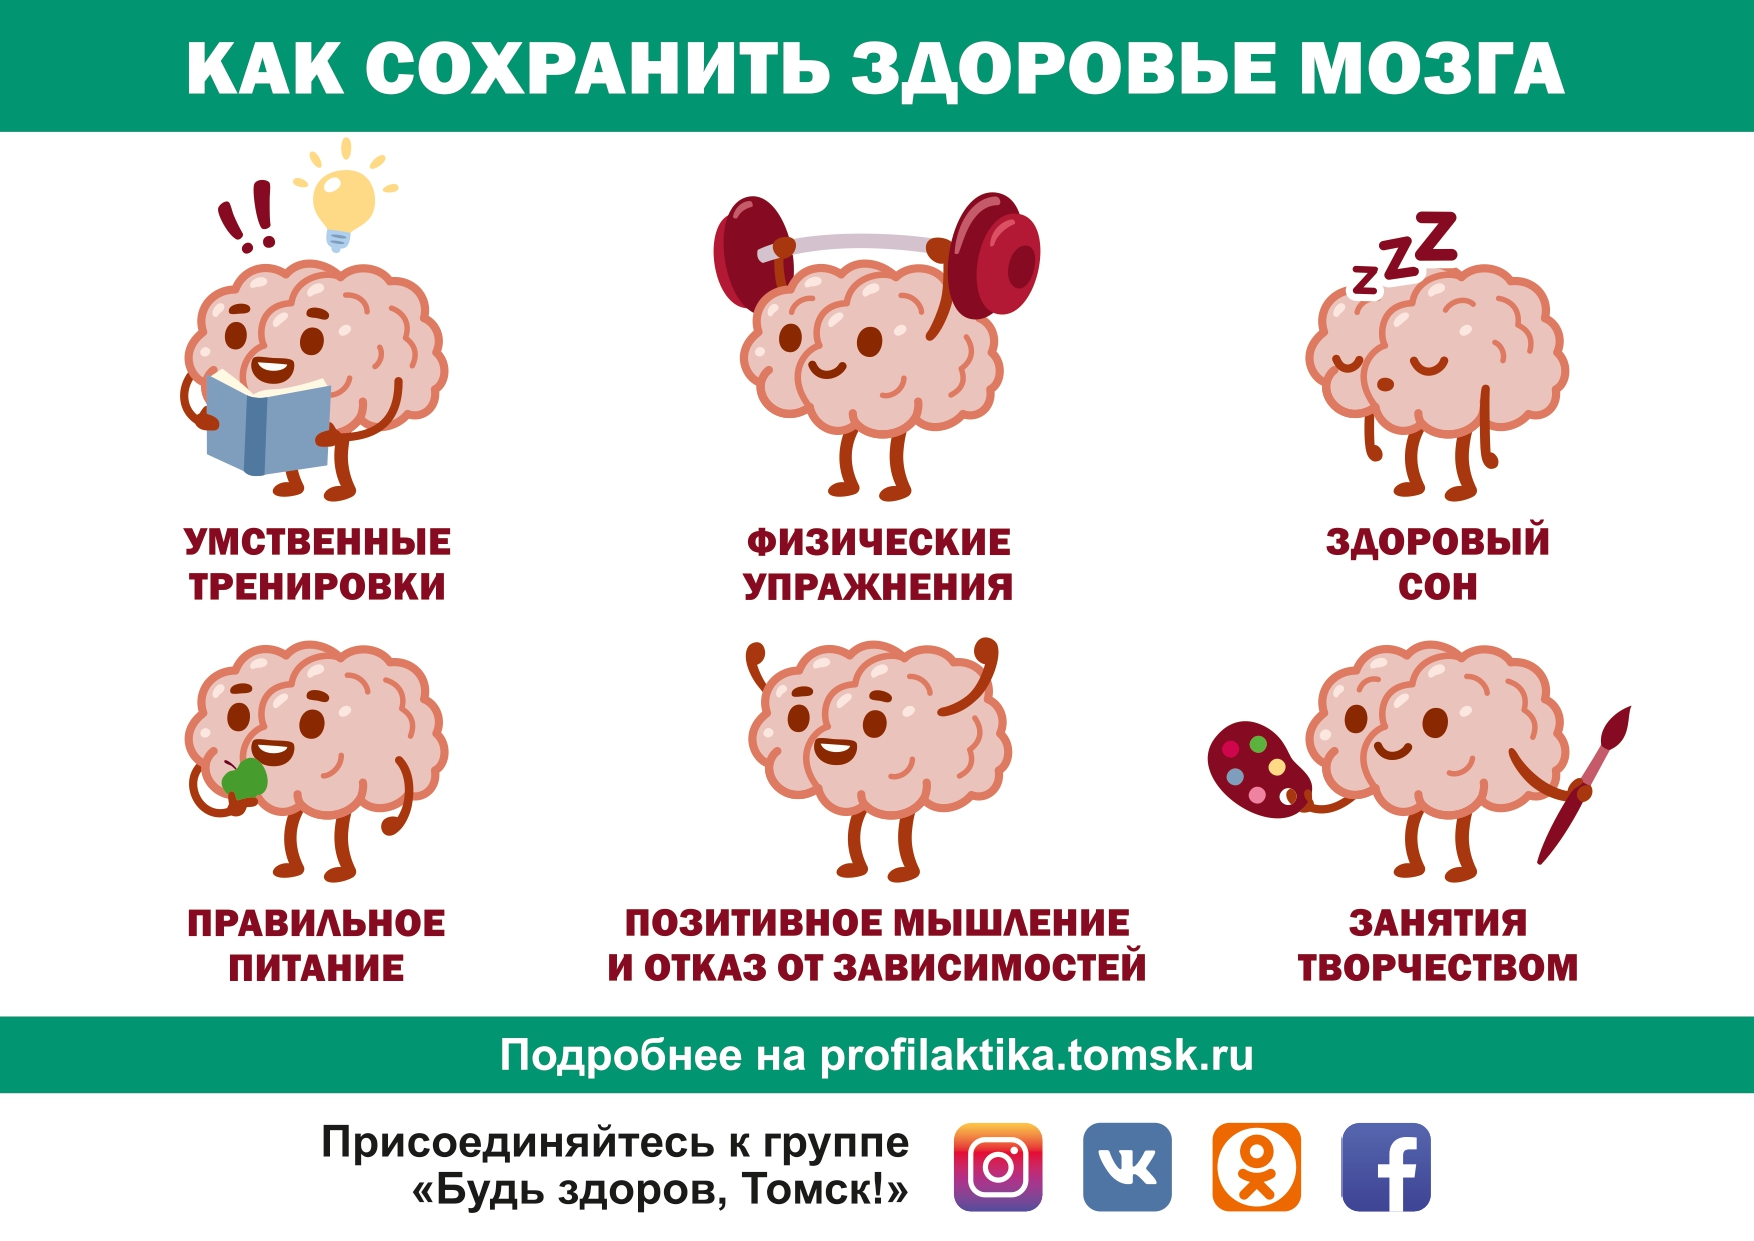 КАК СОХРАНИТЬ ЗДОРОВЬЕ МОЗГА
!!
z z z
УМСТВЕННЫЕ
ТРЕНИРОВКИ
ФИЗИЧЕСКИЕ
УПРАЖНЕНИЯ
ЗДОРОВЫЙ
СОН
ПРАВИЛЬНОЕ
ПИТАНИЕ
ПОЗИТИВНОЕ МЫШЛЕНИЕ
И ОТКАЗ ОТ ЗАВИСИМОСТЕЙ
ЗАНЯТИЯ
ТВОРЧЕСТВОМ
Подробнее на profilaktika.tomsk.ru
Присоединяйтесь к группе
«Будь здоров, Томск!»